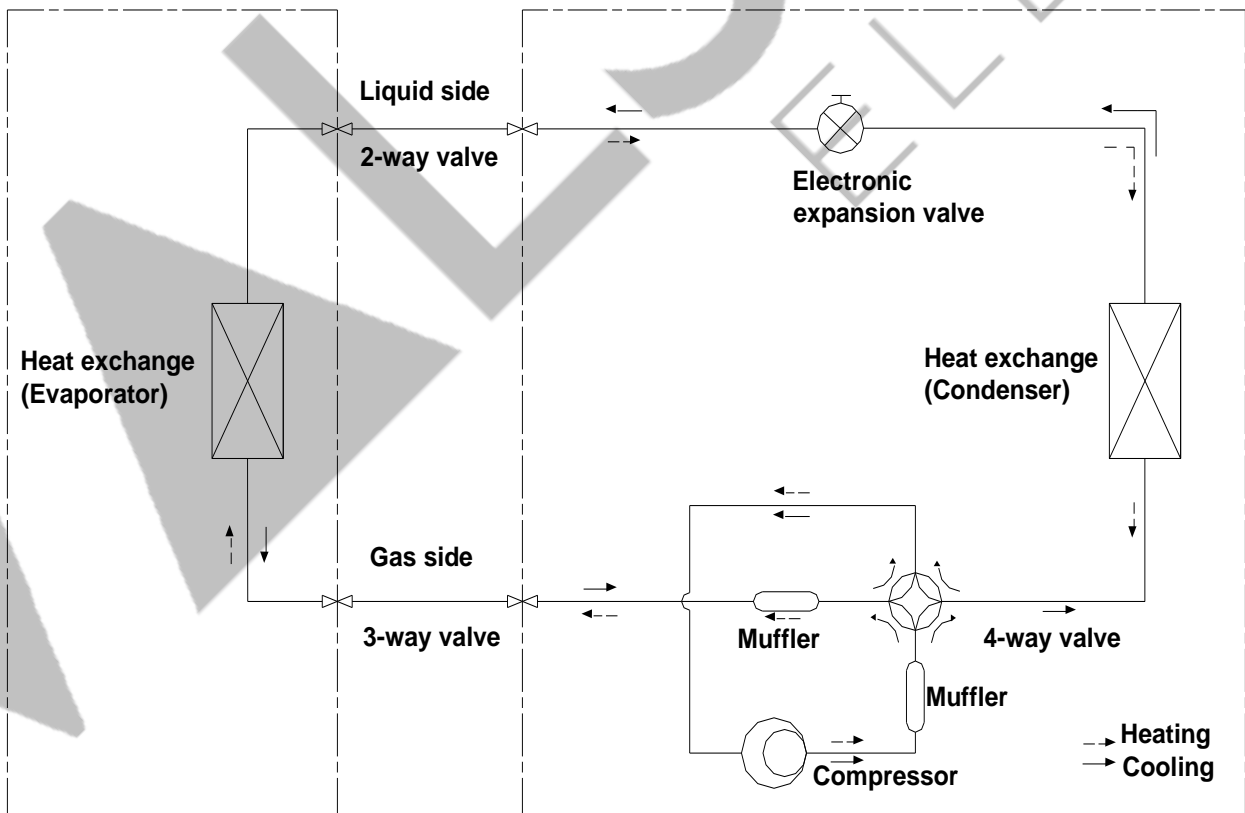 Liquid side
2-way valve
Electronic
expansion valve
Heat exchange
(Evaporator)
Heat exchange
(Condenser)
Gas side
3-way valve
Muffler
4-way valve
Muffler
Compressor
Heating
Cooling